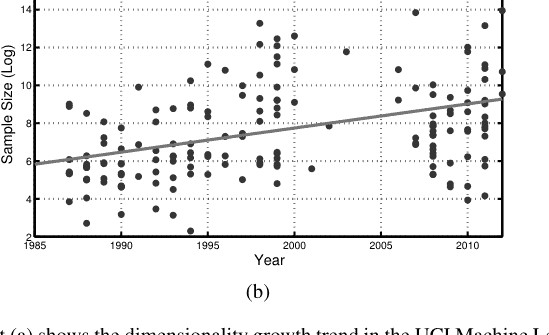 14
12
10
8
6
4
2
Sample Size (Log)
1985 1990 1995 2000 2005 2010
Year
(b)
(a) shows the dimensionality growth trend in the UCI Machine